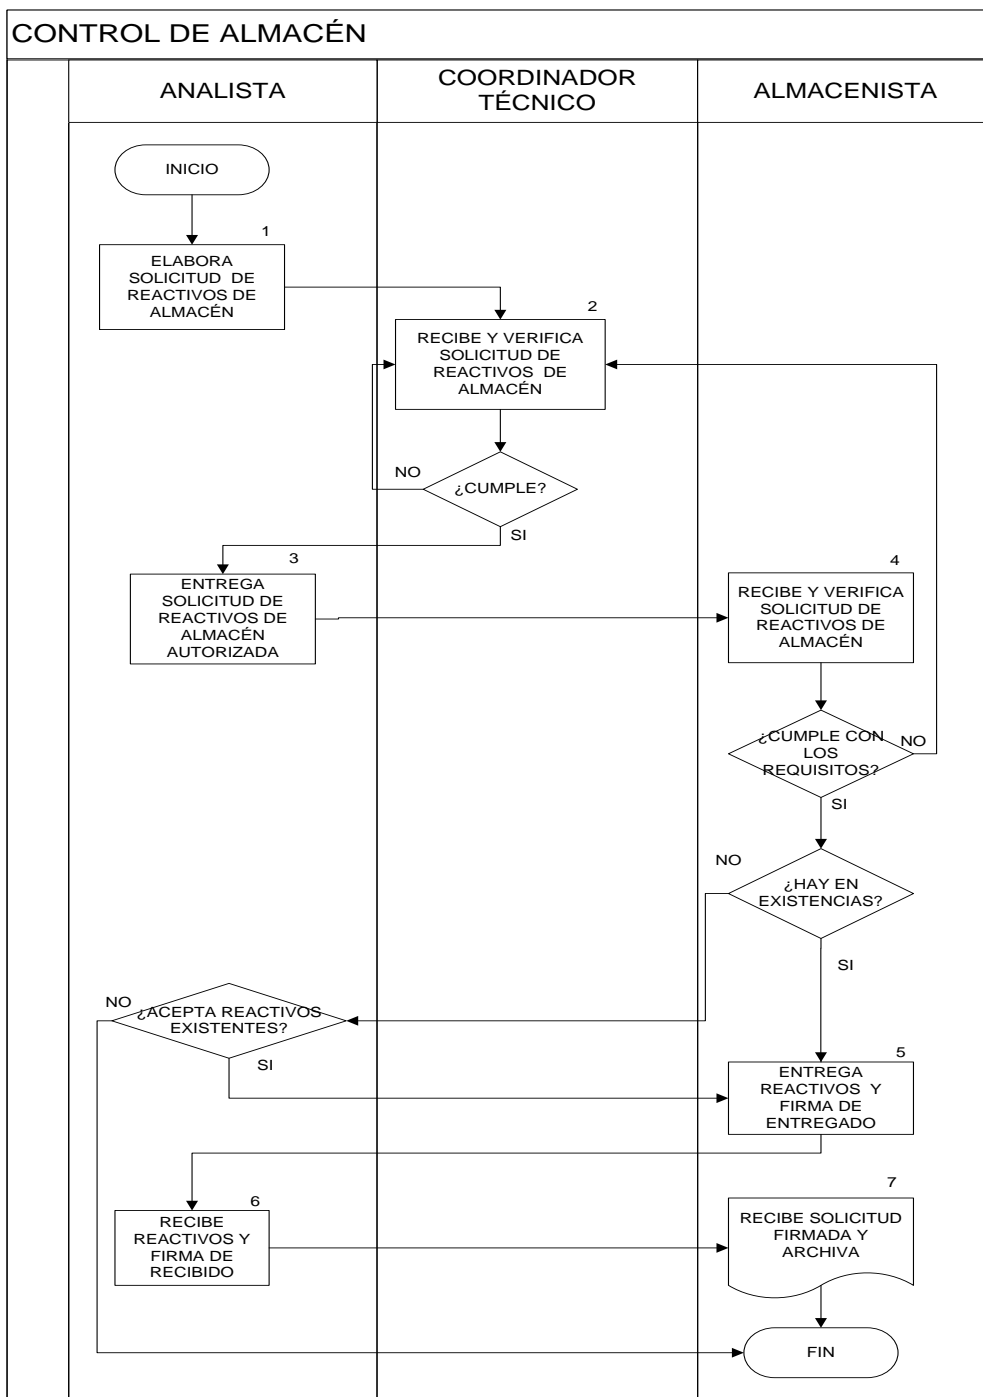 CONTROL DE ALMACÉN
ANALISTA
COORDINADOR
TÉCNICO
ALMACENISTA
INICIO
1
ELABORA
SOLICITUD DE
REACTIVOS DE
ALMACÉN
2
RECIBE Y VERIFICA
SOLICITUD DE
REACTIVOS DE
ALMACÉN
NO
¿CUMPLE?
SI
3
ENTREGA
SOLICITUD DE
REACTIVOS DE
ALMACÉN
AUTORIZADA
4
RECIBE Y VERIFICA
SOLICITUD DE
REACTIVOS DE
ALMACÉN
¿CUMPLE CON
LOS
REQUISITOS?
NO
SI
NO
¿HAY EN
EXISTENCIAS?
SI
NO
¿ACEPTA REACTIVOS
EXISTENTES?
SI
5
ENTREGA
REACTIVOS Y
FIRMA DE
ENTREGADO
6
RECIBE
REACTIVOS Y
FIRMA DE
RECIBIDO
7
RECIBE SOLICITUD
FIRMADA Y
ARCHIVA
FIN